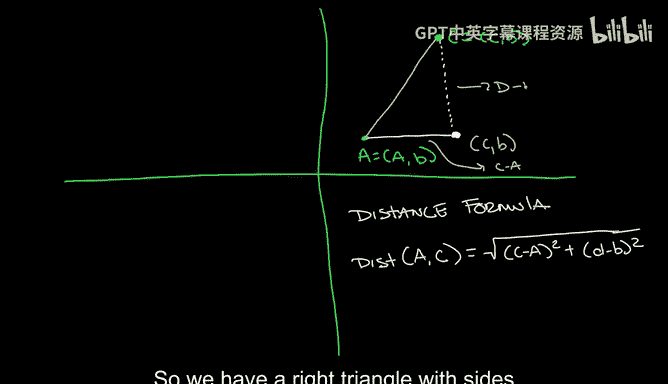 GPT中英字幕课程资源 bilibili
(c,b)
A=(A,b)
c-A
DISTANCE FORMULA
DIST(A,C)=√(C-A)²+(d-b)²
So we have a right triangle with sides